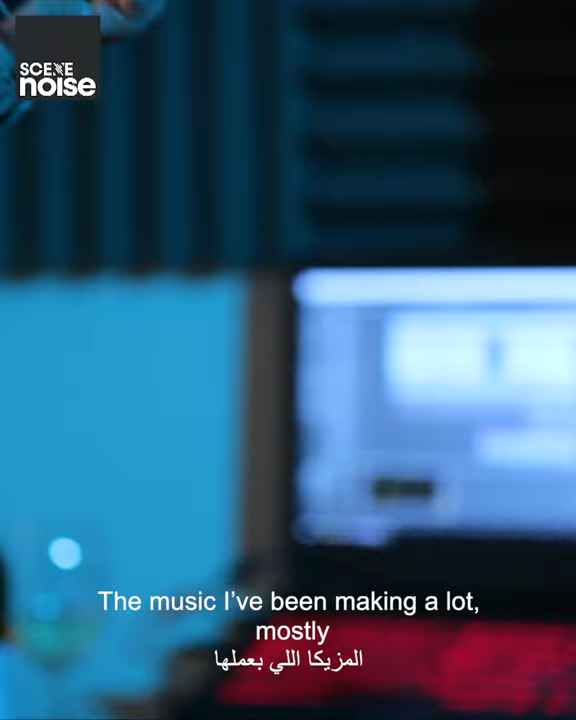 SCENE
noise
The music I've been making a lot,
mostly
المزيكا اللي بعملها